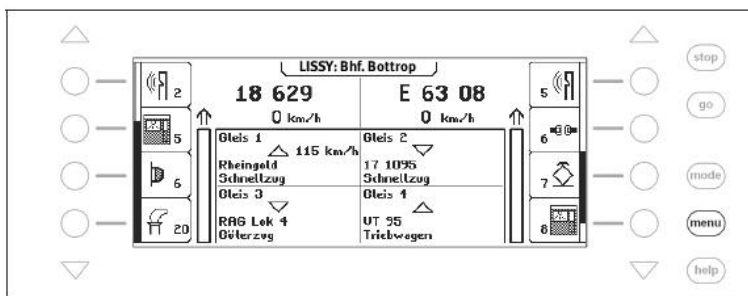 LISSY: Bhf. Bottrop
18 629
E 63 08
0 km/h
0 km/h
2
5
6
20
5
6
7
8
Gleis 1
115 km/h
Rheingold
Schnellzug
Gleis 2
17 1095
Schnellzug
Gleis 3
RAG Lok 4
Güterzug
Gleis 4
VT 95
Triebwagen
stop
go
mode
menu
help